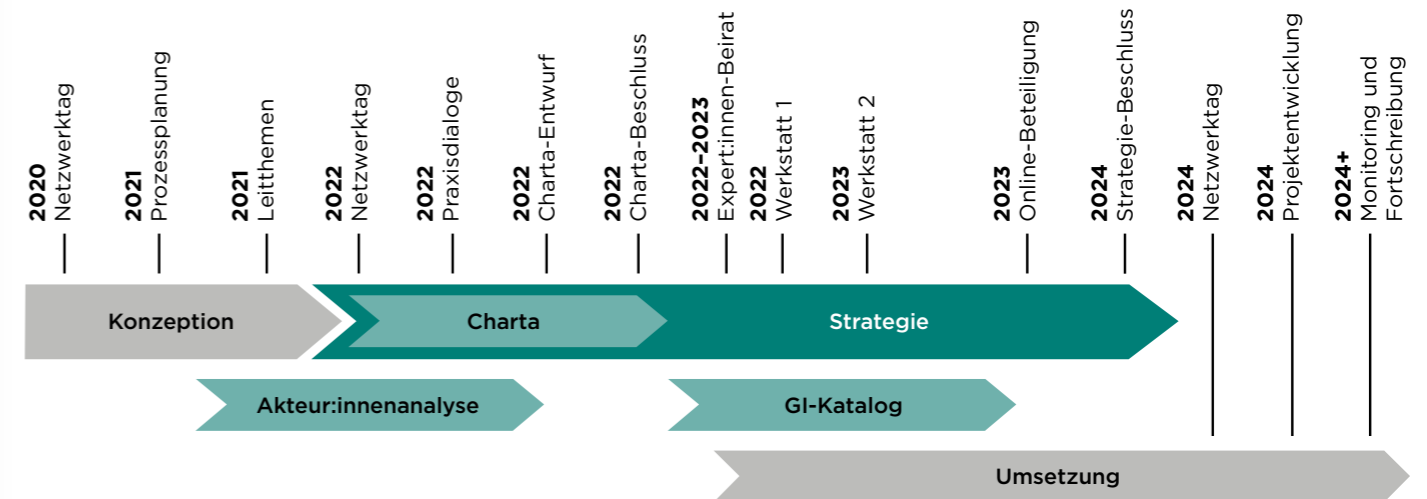 2020
Netzwerktag
2021
Prozessplanung
2021
Leitthemen
2022
Netzwerktag
2022
Praxisdialoge
2022
Charta-Entwurf
2022
Charta-Beschluss
2022–2023
Expert:innen-Beirat
2022
Werkstatt 1
2023
Werkstatt 2
2023
Online-Beteiligung
2024
Strategie-Beschluss
2024
Netzwerktag
2024
Projektentwicklung
2024+
Monitoring und
Fortschreibung
Konzeption
Charta
Strategie
Akteur:innenanalyse
GI-Katalog
Umsetzung